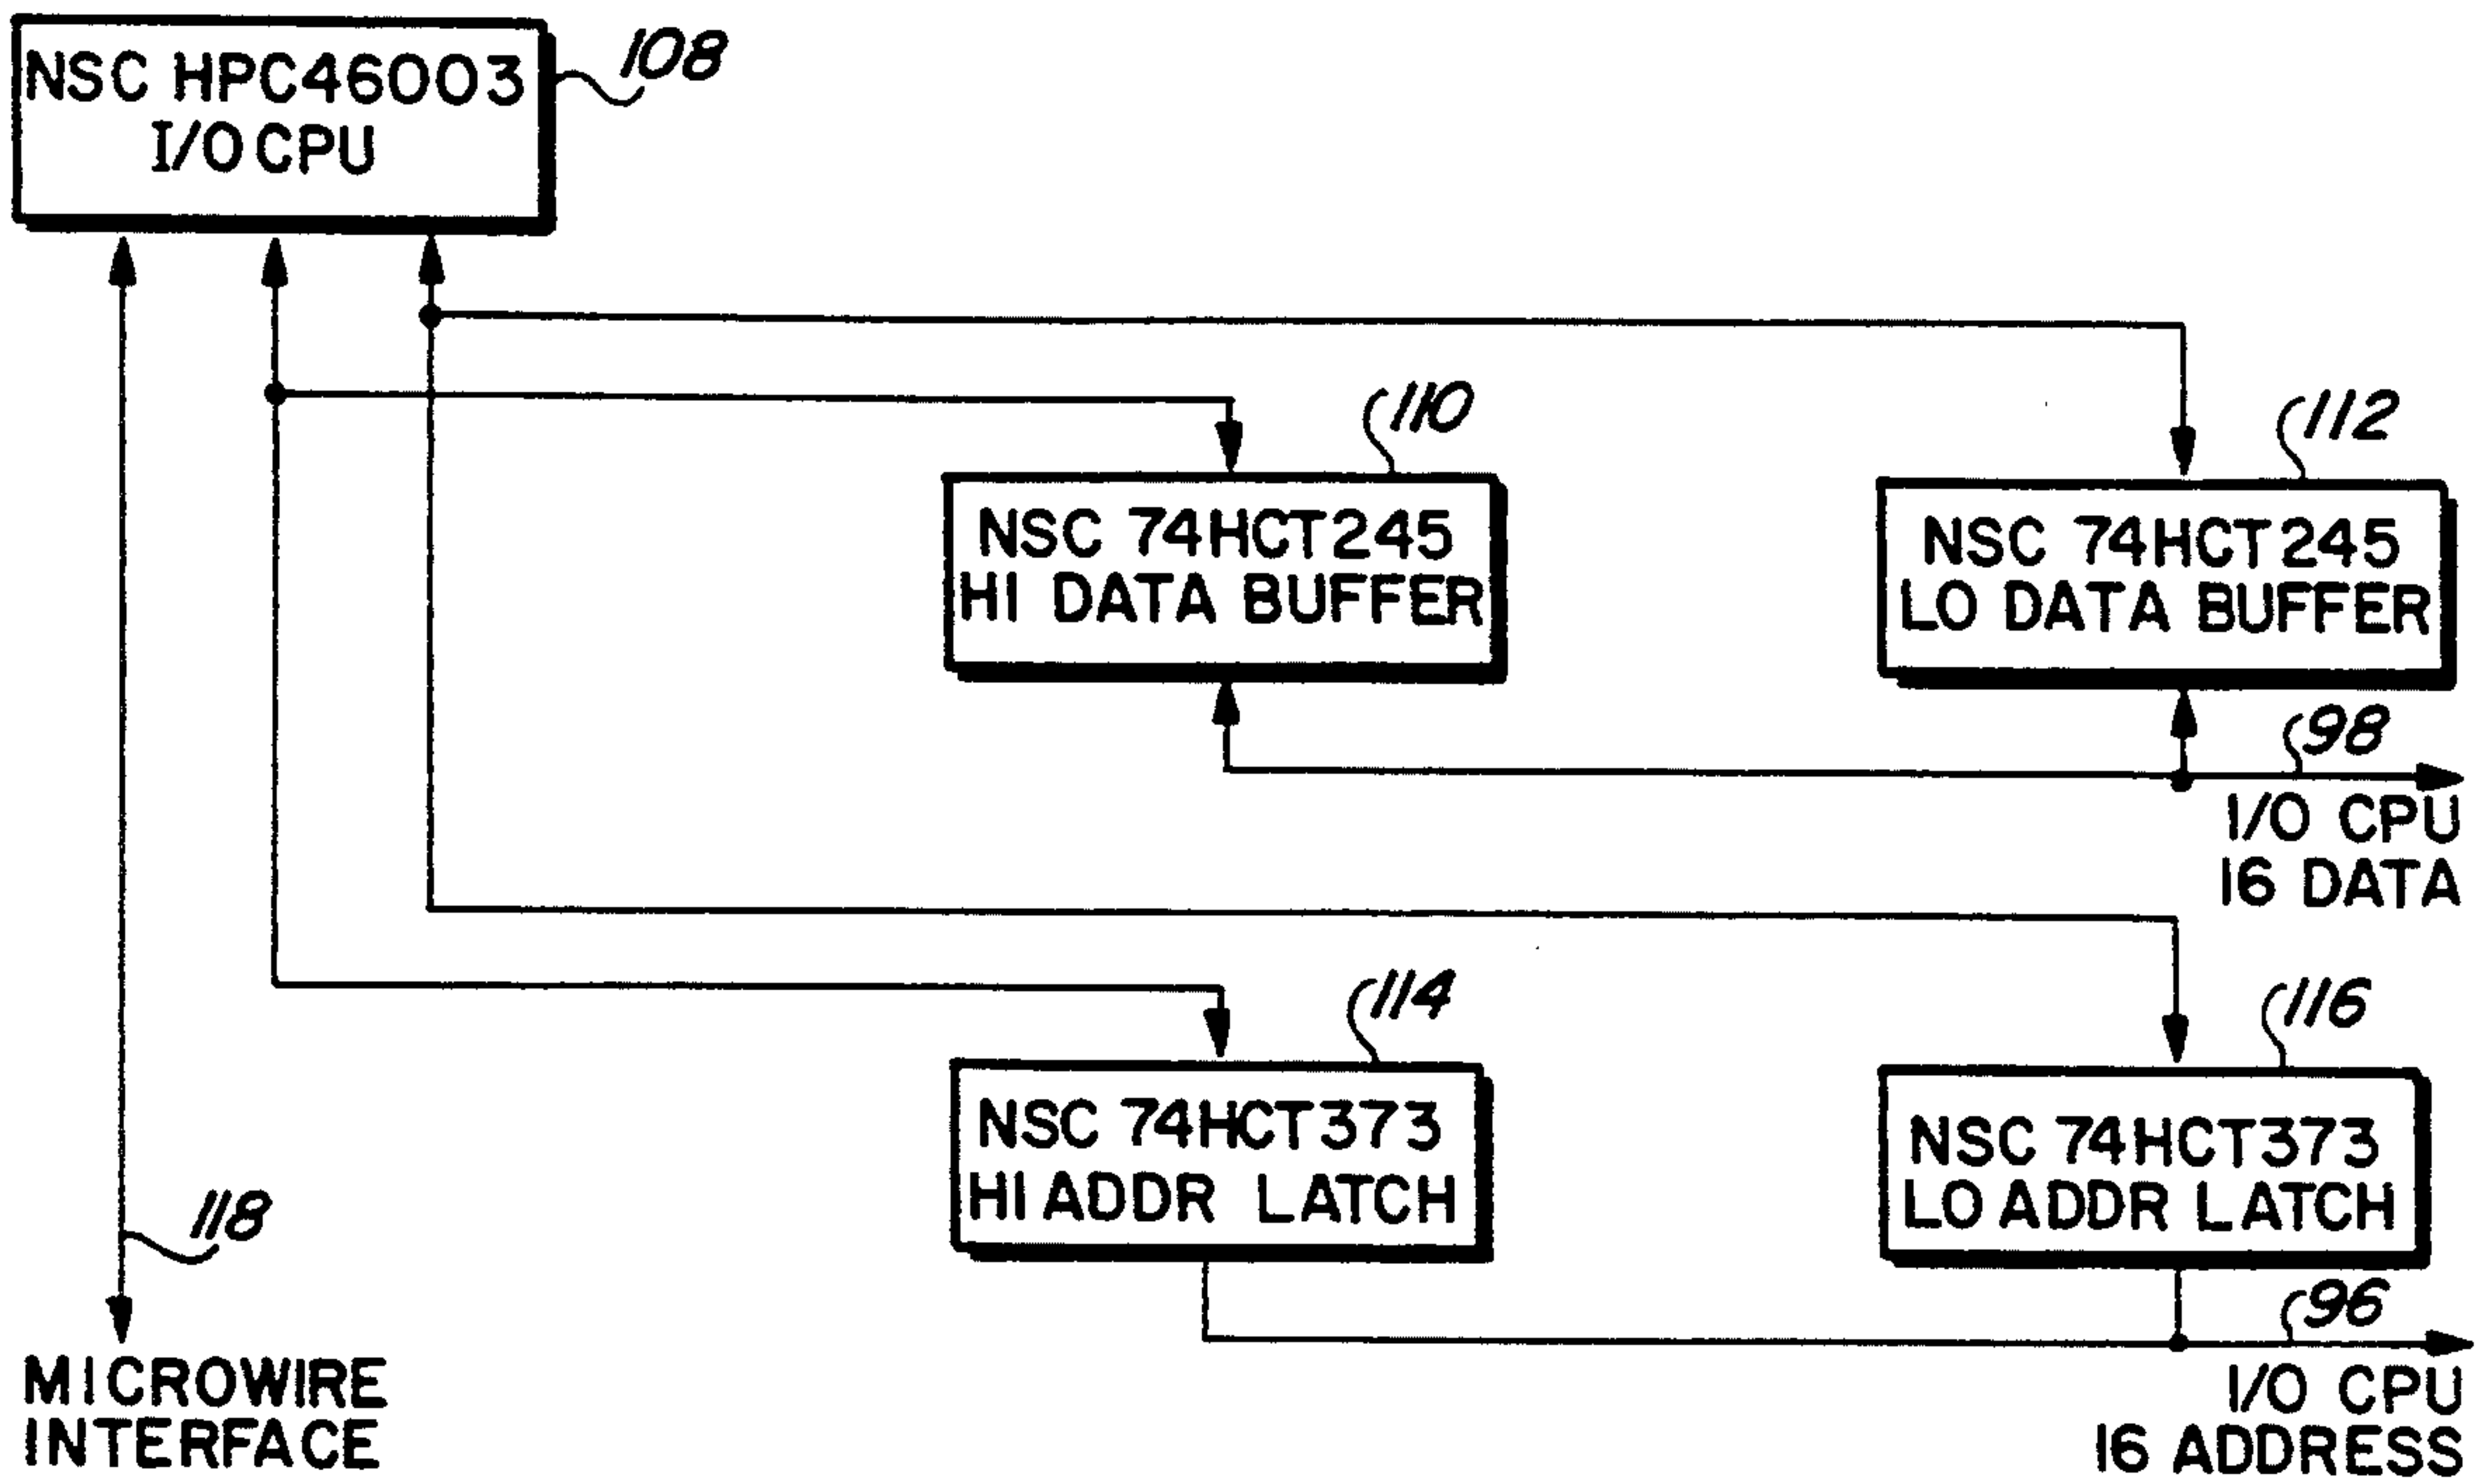 NSC HPC46003
I/O CPU
108
110
112
NSC 74HCT245
HI DATA BUFFER
NSC 74HCT245
LO DATA BUFFER
98
I/O CPU
16 DATA
114
116
NSC 74HCT373
HI ADDR LATCH
NSC 74HCT373
LO ADDR LATCH
118
96
MICROWIRE
INTERFACE
I/O CPU
16 ADDRESS